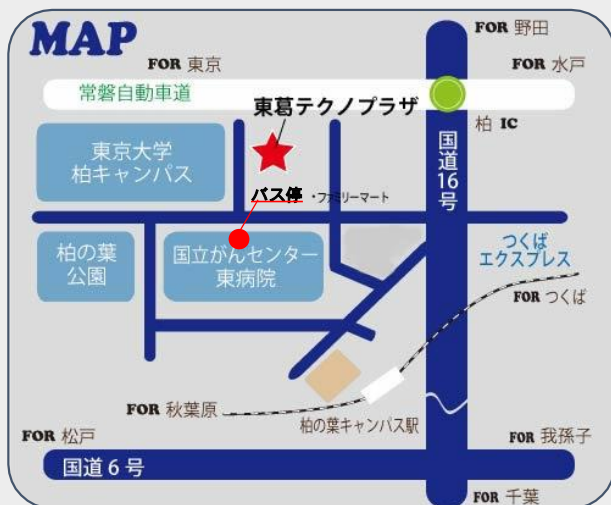 MAP
FOR 野田
FOR 東京
FOR 水戸
常磐自動車道
東葛テクノプラザ
柏 IC
東京大学
柏キャンパス
国道16号
バス停
・ファミリーマート
柏の葉
公園
国立がんセンター
東病院
つくば
エクスプレス
FOR つくば
FOR 秋葉原
柏の葉キャンパス駅
FOR 松戸
FOR 我孫子
国道6号
FOR 千葉